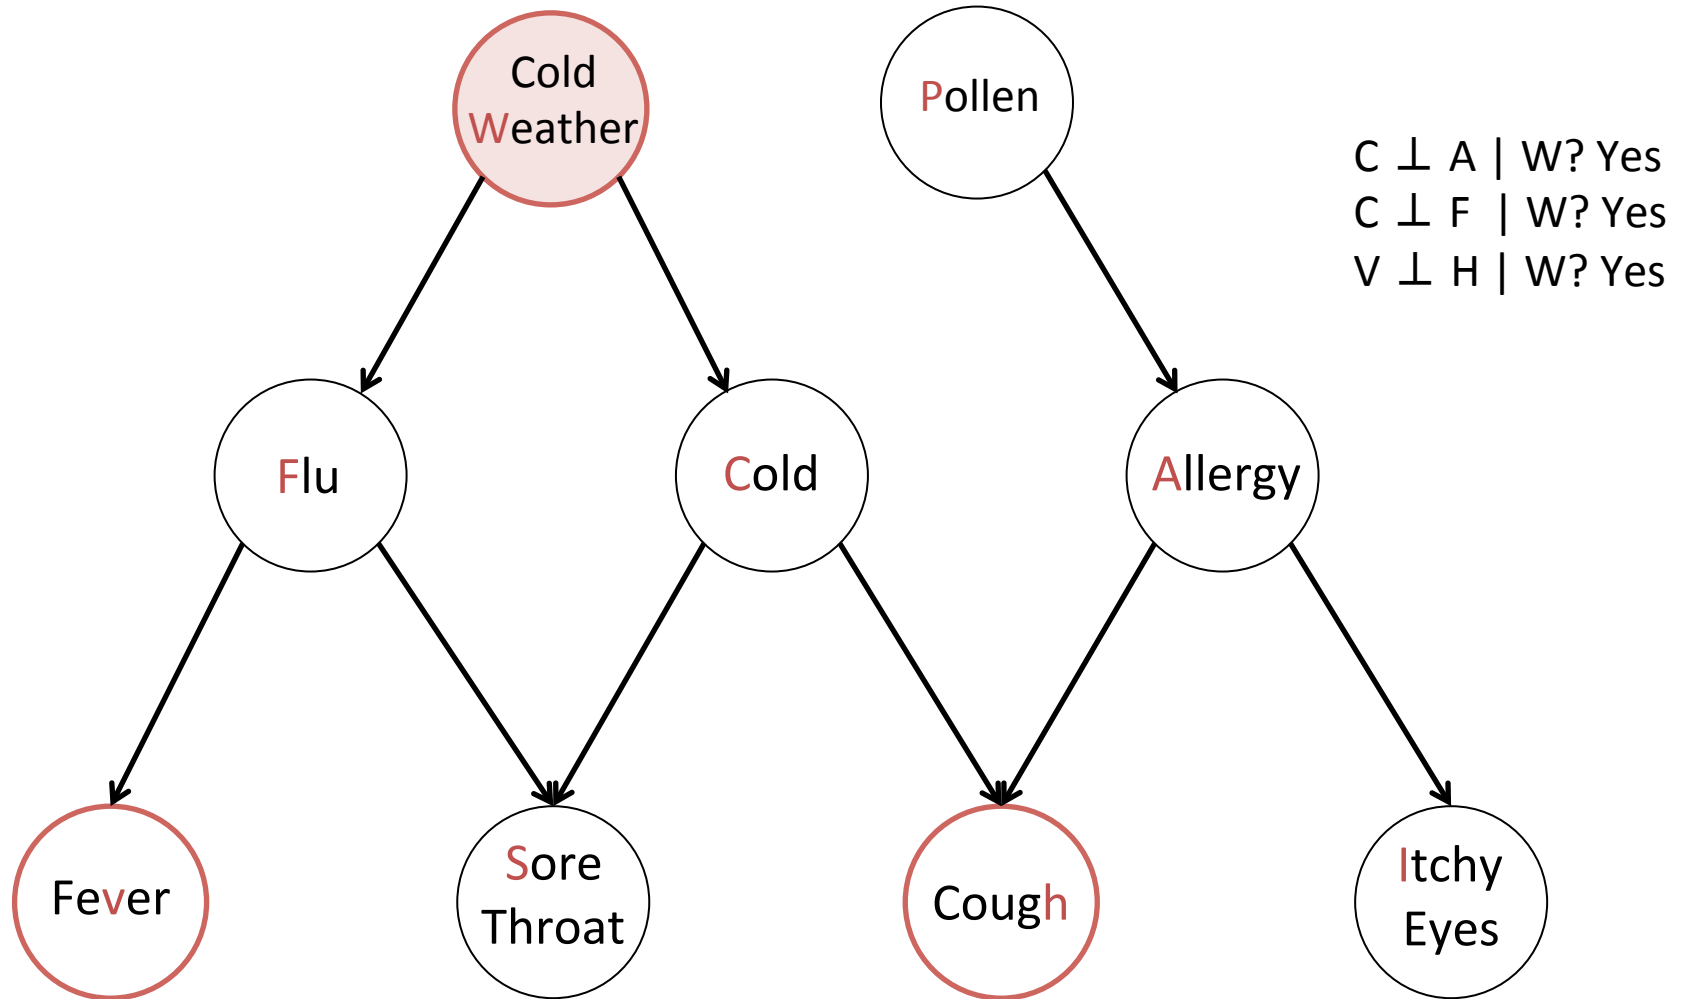 Cold
Weather
Pollen
C ⊥ A | W? Yes
C ⊥ F | W? Yes
V ⊥ H | W? Yes
Flu
Cold
Allergy
Fever
Sore
Throat
Cough
Itchy
Eyes